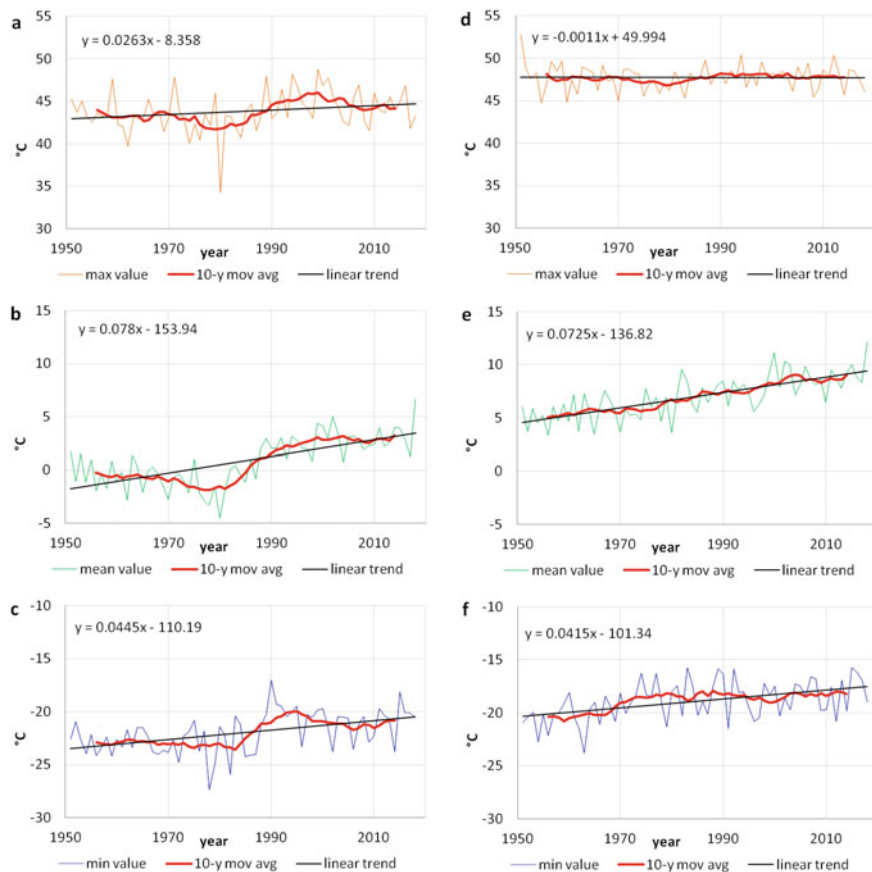 a
y = 0.0263x - 8.358
55
50
45
40
35
30
°C
1950 1970 1990 2010
year
max value 10-y mov avg linear trend
d
y = -0.0011x + 49.994
55
50
45
40
35
30
°C
1950 1970 1990 2010
year
max value 10-y mov avg linear trend
b
y = 0.078x - 153.94
15
10
5
0
-5
°C
1950 1970 1990 2010
year
mean value 10-y mov avg linear trend
e
y = 0.0725x - 136.82
15
10
5
0
-5
°C
1950 1970 1990 2010
year
mean value 10-y mov avg linear trend
c
y = 0.0445x - 110.19
-10
-15
-20
-25
-30
°C
1950 1970 1990 2010
year
min value 10-y mov avg linear trend
f
y = 0.0415x - 101.34
-10
-15
-20
-25
-30
°C
1950 1970 1990 2010
year
min value 10-y mov avg linear trend